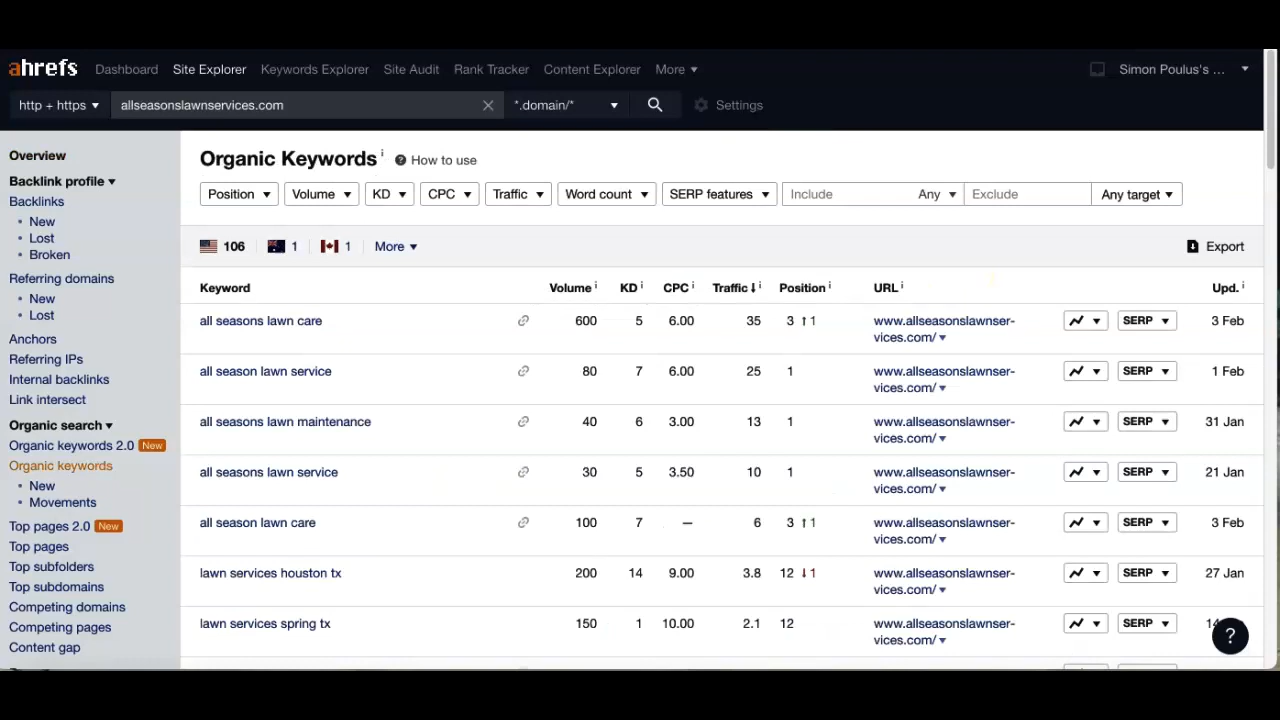 ahrefs Dashboard Site Explorer Keywords Explorer Site Audit Rank Tracker Content Explorer More Simon Poulus's ...
http + https allseasonslawnservices.com *.domain/* Settings
Overview
Backlink profile
Backlinks
New
Lost
Broken
Referring domains
New
Lost
Anchors
Referring IPs
Internal backlinks
Link intersect
Organic search
Organic keywords 2.0 New
Organic keywords
New
Movements
Top pages 2.0 New
Top pages
Top subfolders
Top subdomains
Competing domains
Competing pages
Content gap
Organic Keywords i ? How to use
Position Volume KD CPC Traffic Word count SERP features Include Any Exclude Any target
106 1 1 More Export
Keyword Volume i KD i CPC i Traffic i Position i URL i Upd. i
all seasons lawn care 600 5 6.00 35 3 ↑1 www.allseasonslawnser- SERP 3 Feb
vices.com/
all season lawn service 80 7 6.00 25 1 www.allseasonslawnser- SERP 1 Feb
vices.com/
all seasons lawn maintenance 40 6 3.00 13 1 www.allseasonslawnser- SERP 31 Jan
vices.com/
all seasons lawn service 30 5 3.50 10 1 www.allseasonslawnser- SERP 21 Jan
vices.com/
all season lawn care 100 7 — 6 3 ↑1 www.allseasonslawnser- SERP 3 Feb
vices.com/
lawn services houston tx 200 14 9.00 3.8 12 ↓1 www.allseasonslawnser- SERP 27 Jan
vices.com/
lawn services spring tx 150 1 10.00 2.1 12 www.allseasonslawnser- SERP
vices.com/ ?